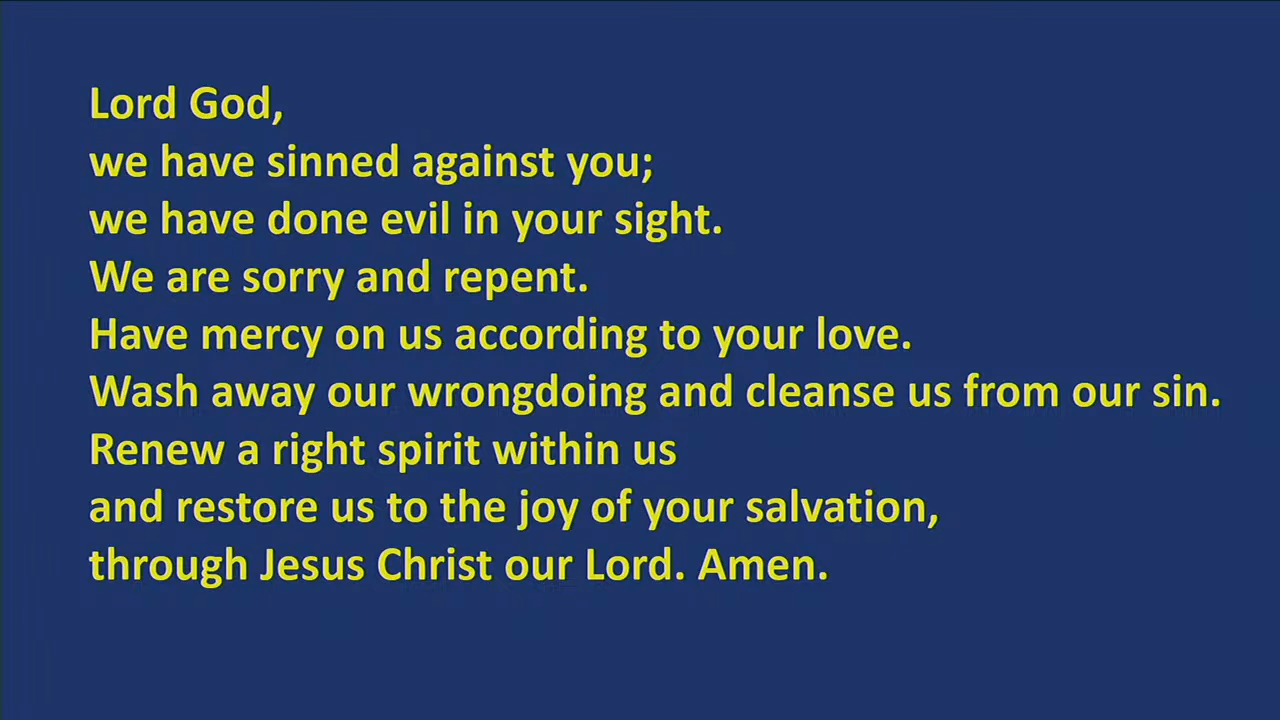 Lord God,
we have sinned against you;
we have done evil in your sight.
We are sorry and repent.
Have mercy on us according to your love.
Wash away our wrongdoing and cleanse us from our sin.
Renew a right spirit within us
and restore us to the joy of your salvation,
through Jesus Christ our Lord. Amen.